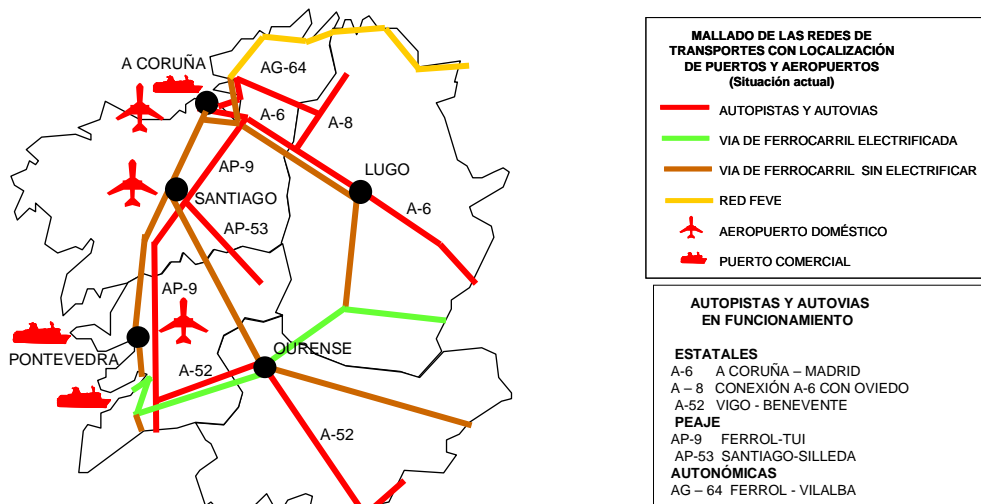 A CORUÑA
AG-64
A-6
A-8
AP-9
LUGO
SANTIAGO
A-6
AP-53
AP-9
PONTEVEDRA
OURENSE
A-52
A-52
MALLADO DE LAS REDES DE
TRANSPORTES CON LOCALIZACIÓN
DE PUERTOS Y AEROPUERTOS
(Situación actual)
AUTOPISTAS Y AUTOVIAS
VIA DE FERROCARRIL ELECTRIFICADA
VIA DE FERROCARRIL SIN ELECTRIFICAR
RED FEVE
AEROPUERTO DOMÉSTICO
PUERTO COMERCIAL
AUTOPISTAS Y AUTOVIAS
EN FUNCIONAMIENTO
ESTATALES
A-6 A CORUÑA – MADRID
A – 8 CONEXIÓN A-6 CON OVIEDO
A-52 VIGO - BENEVENTE
PEAJE
AP-9 FERROL-TUI
AP-53 SANTIAGO-SILLEDA
AUTONÓMICAS
AG – 64 FERROL - VILALBA